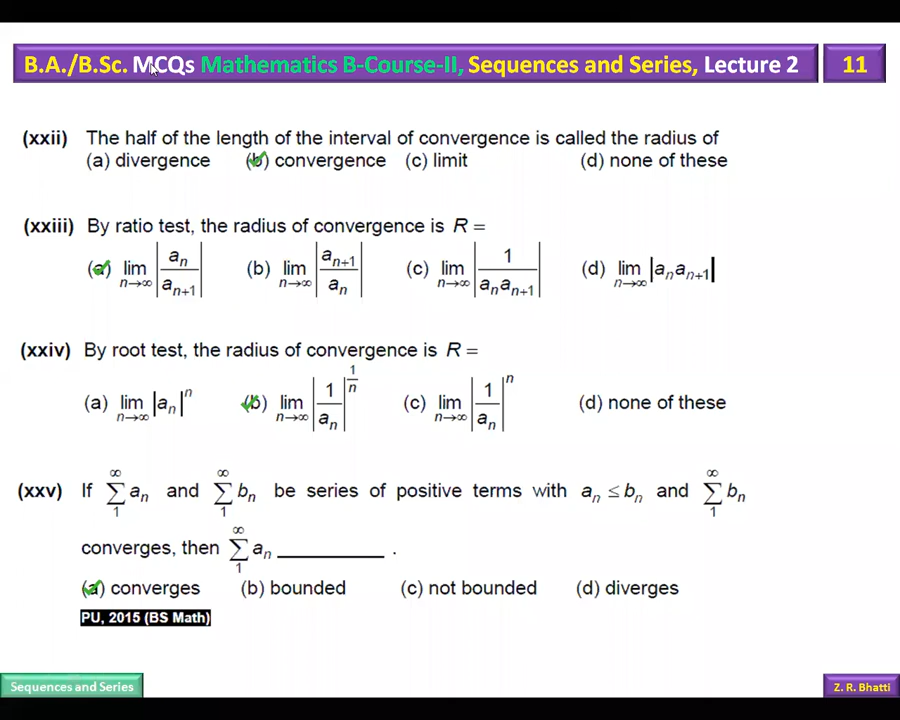 B.A./B.Sc. MCQs Mathematics B-Course-II, Sequences and Series, Lecture 2 11
(xxii) The half of the length of the interval of convergence is called the radius of
(a) divergence (b) convergence (c) limit (d) none of these
(xxiii) By ratio test, the radius of convergence is R =
(a) lim n→∞ |aₙ / aₙ₊₁| (b) lim n→∞ |aₙ₊₁ / aₙ| (c) lim n→∞ |1 / aₙaₙ₊₁| (d) lim n→∞ |aₙaₙ₊₁|
(xxiv) By root test, the radius of convergence is R =
(a) lim n→∞ |aₙ|ⁿ (b) lim n→∞ |1 / aₙ|^(1/n) (c) lim n→∞ |1 / aₙ|ⁿ (d) none of these
(xxv) If ∞∑1 aₙ and ∞∑1 bₙ be series of positive terms with aₙ ≤ bₙ and ∞∑1 bₙ
converges, then ∞∑1 aₙ __________ .
(a) converges (b) bounded (c) not bounded (d) diverges
PU, 2015 (BS Math)
Sequences and Series Z. R. Bhatti